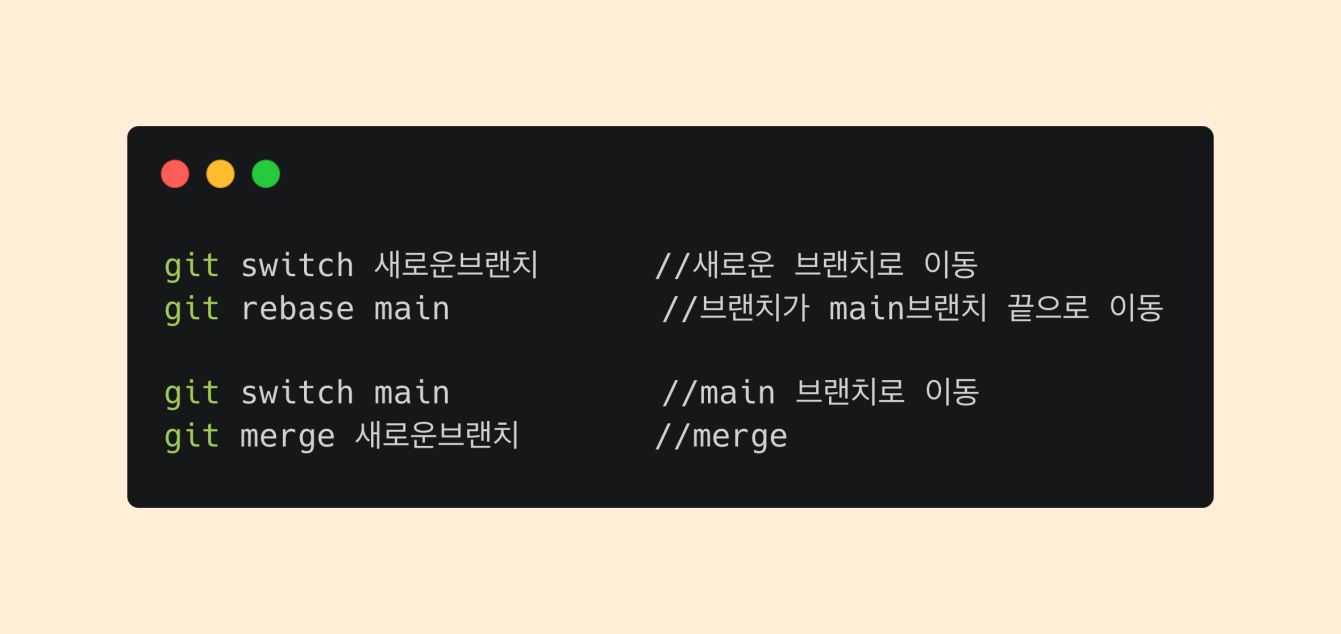 git switch 새로운브랜치 //새로운 브랜치로 이동
git rebase main //브랜치가 main브랜치 끝으로 이동
git switch main //main 브랜치로 이동
git merge 새로운브랜치 //merge